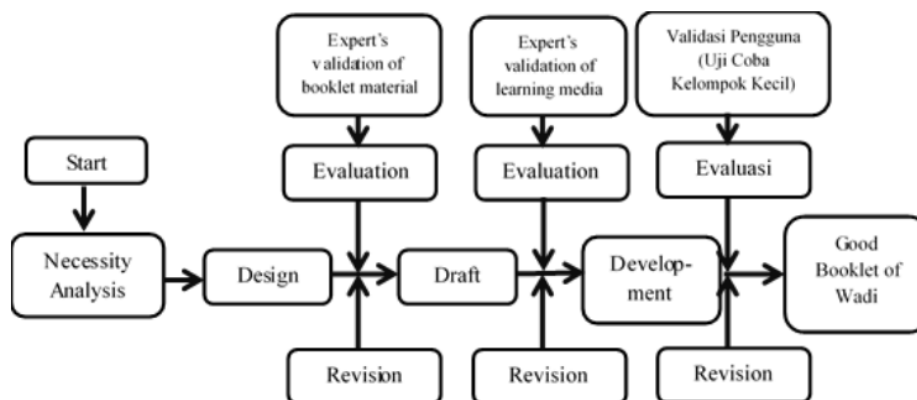 Expert's
validation of
booklet material
Expert's
validation of
learning media
Validasi Pengguna
(Uji Coba
Kelompok Kecil)
Start
Evaluation
Evaluation
Evaluasi
Necessity
Analysis
Design
Draft
Develop-
ment
Good
Booklet of
Wadi
Revision
Revision
Revision